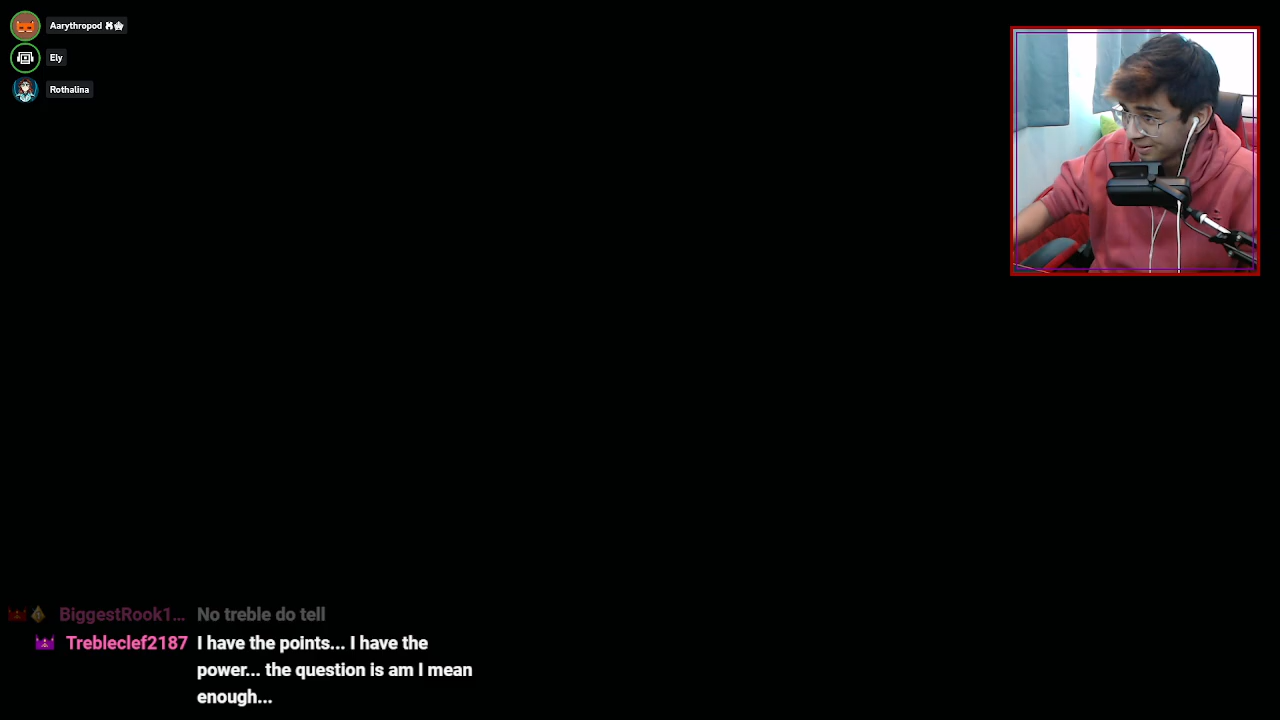 Aarythropod
Ely
Rothalina
BiggestRook1... No treble do tell
Trebleclef2187 I have the points... I have the
power... the question is am I mean
enough...